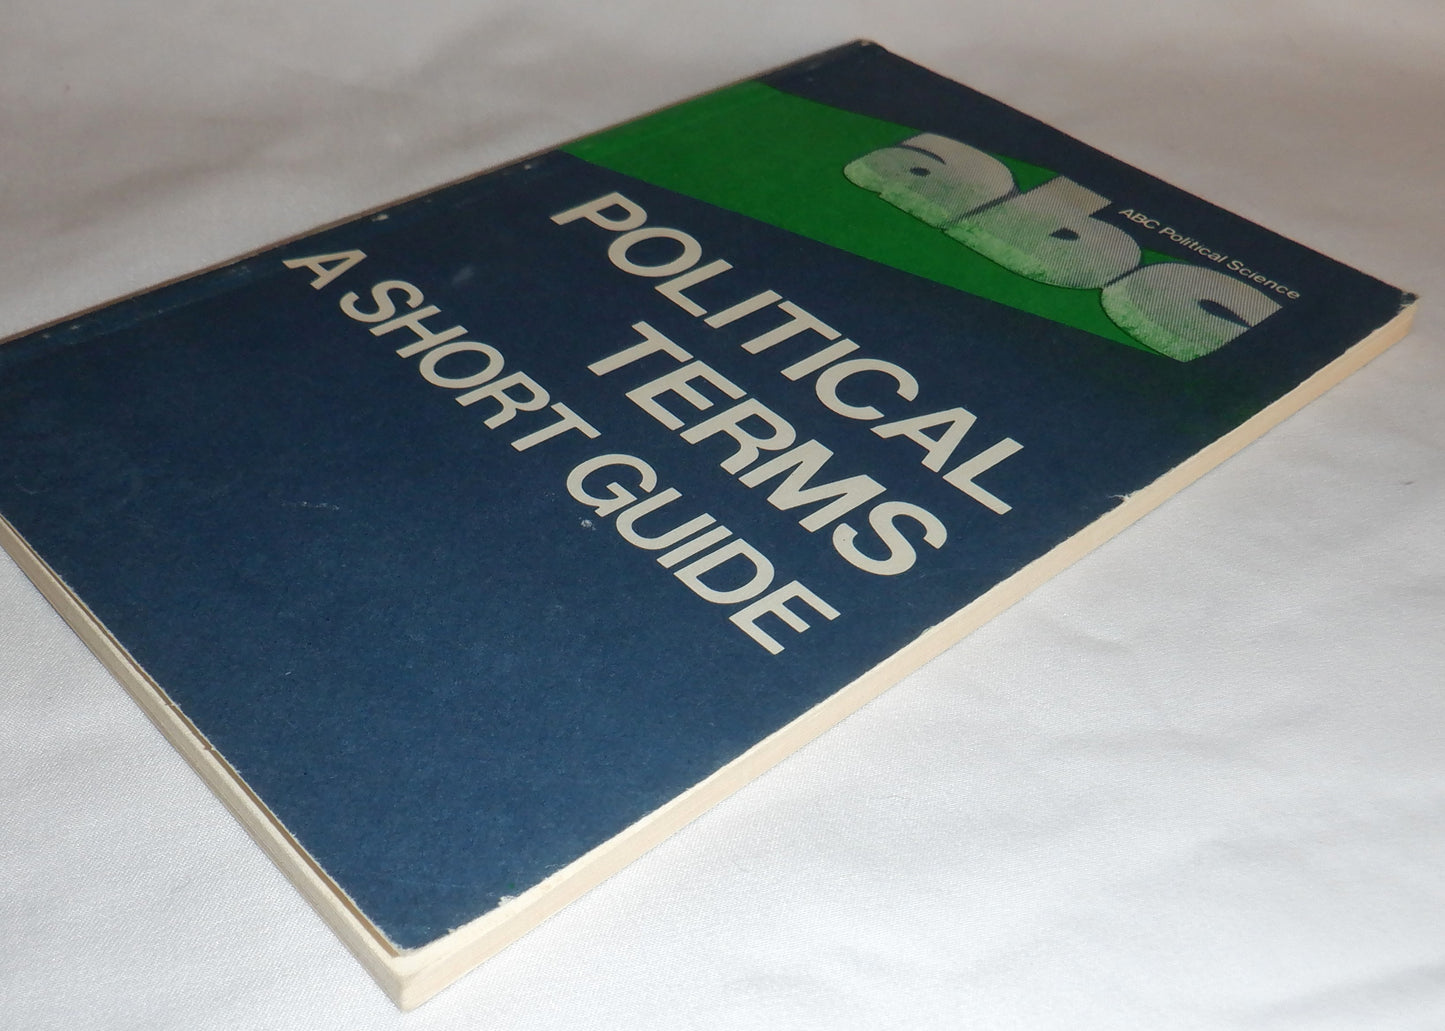 abc
ABC Political Science
POLITICAL
TERMS
A SHORT GUIDE